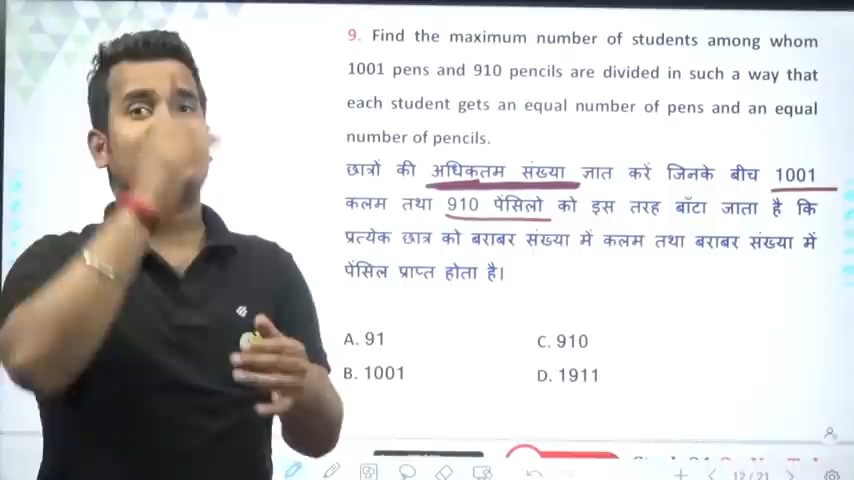 9. Find the maximum number of students among whom
1001 pens and 910 pencils are divided in such a way that
each student gets an equal number of pens and an equal
number of pencils.
छात्रों की अधिकतम संख्या ज्ञात करें जिनके बीच 1001
कलम तथा 910 पेंसिलो को इस तरह बाँटा जाता है कि
प्रत्येक छात्र को बराबर संख्या में कलम तथा बराबर संख्या में
पेंसिल प्राप्त होता है।
A. 91
C. 910
B. 1001
D. 1911
12/21